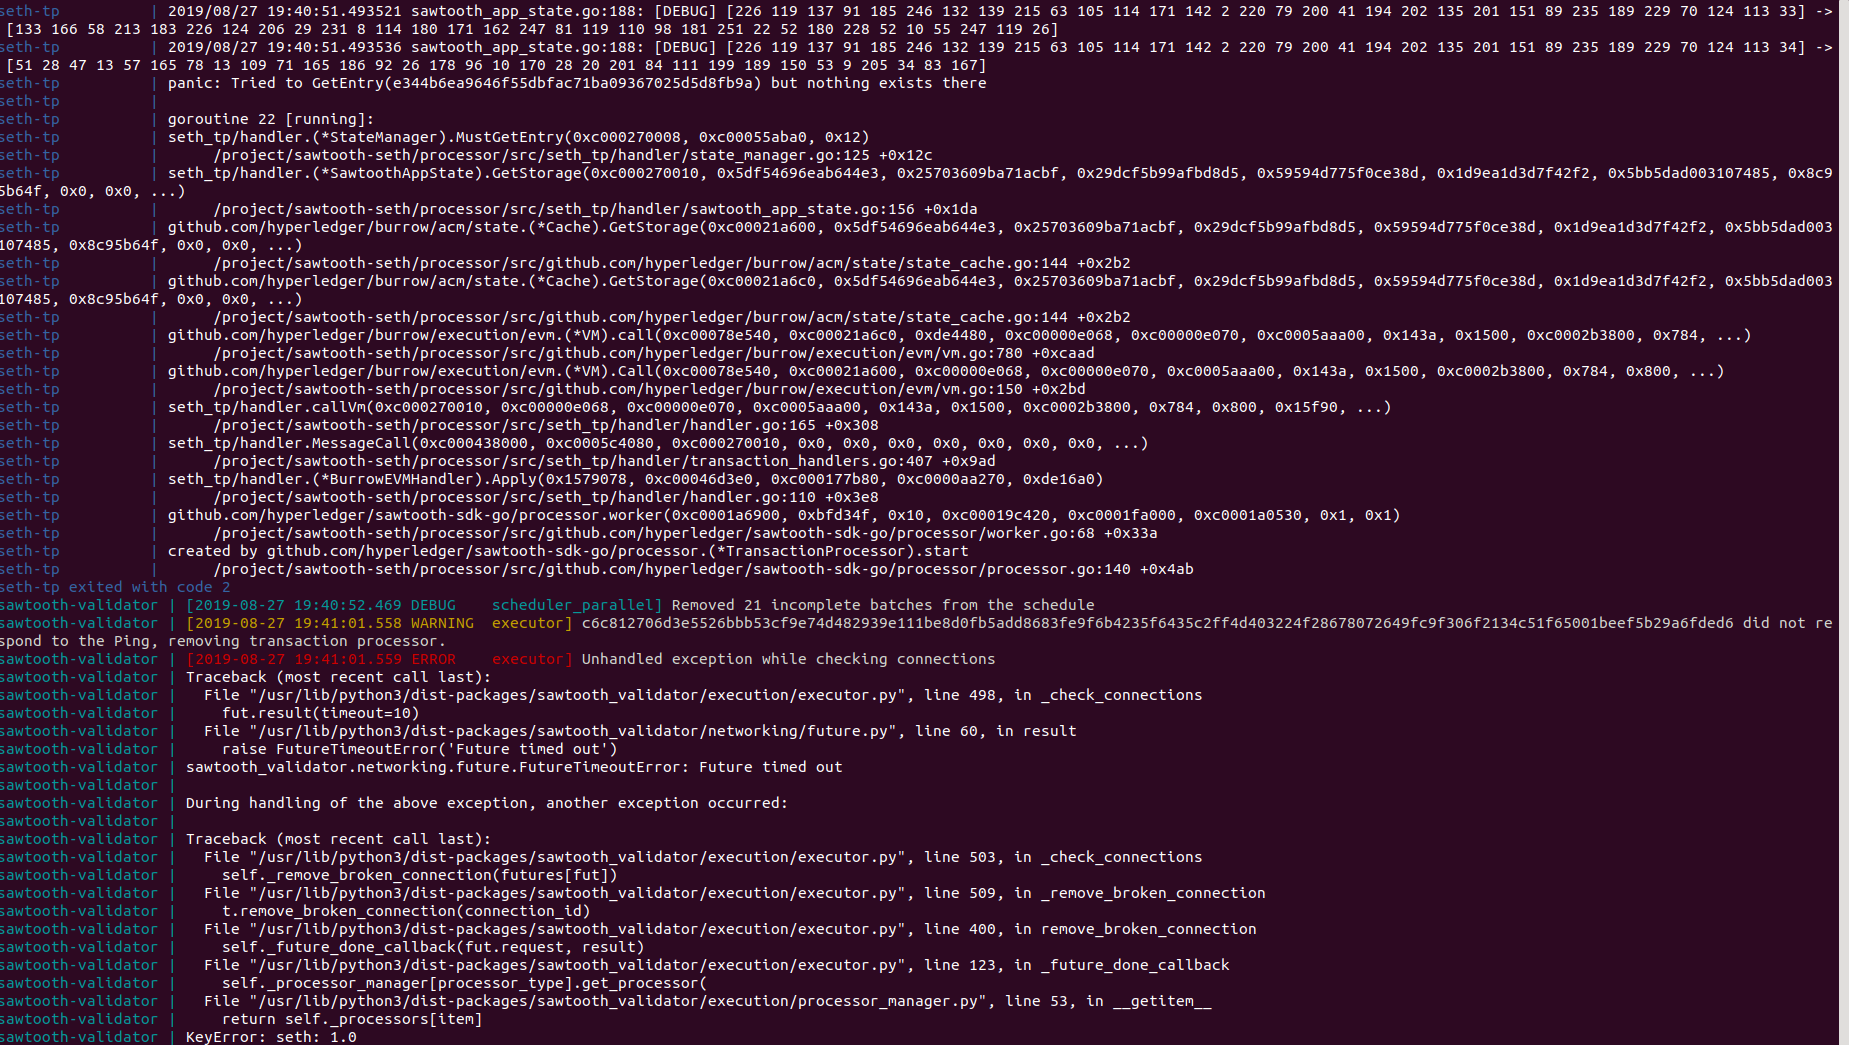 seth-tp          | 2019/08/27 19:40:51.493521 sawtooth_app_state.go:188: [DEBUG] [226 119 137 91 185 246 132 139 215 63 105 114 171 142 2 220 79 200 41 194 202 135 201 151 89 235 189 229 70 124 113 33] ->
[133 166 58 213 183 226 124 206 29 231 8 114 180 171 162 247 81 119 110 98 181 251 22 52 180 228 52 10 55 247 119 26]
seth-tp          | 2019/08/27 19:40:51.493536 sawtooth_app_state.go:188: [DEBUG] [226 119 137 91 185 246 132 139 215 63 105 114 171 142 2 220 79 200 41 194 202 135 201 151 89 235 189 229 70 124 113 34] ->
[51 28 47 13 57 165 78 13 109 71 165 186 92 26 178 96 10 170 28 20 201 84 111 199 189 150 53 9 205 34 83 167]
seth-tp          | panic: Tried to GetEntry(e344b6ea9646f55dbfac71ba09367025d5d8fb9a) but nothing exists there
seth-tp          |
seth-tp          | goroutine 22 [running]:
seth-tp          | seth_tp/handler.(*StateManager).MustGetEntry(0xc000270008, 0xc00055aba0, 0x12)
seth-tp          |      /project/sawtooth-seth/processor/src/seth_tp/handler/state_manager.go:125 +0x12c
seth-tp          | seth_tp/handler.(*SawtoothAppState).GetStorage(0xc000270010, 0x5df54696eab644e3, 0x25703609ba71acbf, 0x29dcf5b99afbd8d5, 0x59594d775f0ce38d, 0x1d9ea1d3d7f42f2, 0x5bb5dad003107485, 0x8c9
5b64f, 0x0, 0x0, ...)
seth-tp          |      /project/sawtooth-seth/processor/src/seth_tp/handler/sawtooth_app_state.go:156 +0x1da
seth-tp          | github.com/hyperledger/burrow/acm/state.(*Cache).GetStorage(0xc00021a600, 0x5df54696eab644e3, 0x25703609ba71acbf, 0x29dcf5b99afbd8d5, 0x59594d775f0ce38d, 0x1d9ea1d3d7f42f2, 0x5bb5dad003
107485, 0x8c95b64f, 0x0, 0x0, ...)
seth-tp          |      /project/sawtooth-seth/processor/src/github.com/hyperledger/burrow/acm/state/state_cache.go:144 +0x2b2
seth-tp          | github.com/hyperledger/burrow/acm/state.(*Cache).GetStorage(0xc00021a6c0, 0x5df54696eab644e3, 0x25703609ba71acbf, 0x29dcf5b99afbd8d5, 0x59594d775f0ce38d, 0x1d9ea1d3d7f42f2, 0x5bb5dad003
107485, 0x8c95b64f, 0x0, 0x0, ...)
seth-tp          |      /project/sawtooth-seth/processor/src/github.com/hyperledger/burrow/acm/state/state_cache.go:144 +0x2b2
seth-tp          | github.com/hyperledger/burrow/execution/evm.(*VM).call(0xc00078e540, 0xc00021a6c0, 0xde4480, 0xc00000e068, 0xc00000e070, 0xc0005aaa00, 0x143a, 0x1500, 0xc0002b3800, 0x784, ...)
seth-tp          |      /project/sawtooth-seth/processor/src/github.com/hyperledger/burrow/execution/evm/vm.go:780 +0xcaad
seth-tp          | github.com/hyperledger/burrow/execution/evm.(*VM).Call(0xc00078e540, 0xc00021a600, 0xc00000e068, 0xc00000e070, 0xc0005aaa00, 0x143a, 0x1500, 0xc0002b3800, 0x784, 0x800, ...)
seth-tp          |      /project/sawtooth-seth/processor/src/github.com/hyperledger/burrow/execution/evm/vm.go:150 +0x2bd
seth-tp          | seth_tp/handler.callVm(0xc000270010, 0xc00000e068, 0xc00000e070, 0xc0005aaa00, 0x143a, 0x1500, 0xc0002b3800, 0x784, 0x800, 0x15f90, ...)
seth-tp          |      /project/sawtooth-seth/processor/src/seth_tp/handler/handler.go:165 +0x308
seth-tp          | seth_tp/handler.MessageCall(0xc000438000, 0xc0005c4080, 0xc000270010, 0x0, 0x0, 0x0, 0x0, 0x0, 0x0, 0x0, ...)
seth-tp          |      /project/sawtooth-seth/processor/src/seth_tp/handler/transaction_handlers.go:407 +0x9ad
seth-tp          | seth_tp/handler.(*BurrowEVMHandler).Apply(0x1579078, 0xc00046d3e0, 0xc000177b80, 0xc0000aa270, 0xde16a0)
seth-tp          |      /project/sawtooth-seth/processor/src/seth_tp/handler/handler.go:110 +0x3e8
seth-tp          | github.com/hyperledger/sawtooth-sdk-go/processor.worker(0xc0001a6900, 0xbfd34f, 0x10, 0xc00019c420, 0xc0001fa000, 0xc0001a0530, 0x1, 0x1)
seth-tp          |      /project/sawtooth-seth/processor/src/github.com/hyperledger/sawtooth-sdk-go/processor/worker.go:68 +0x33a
seth-tp          | created by github.com/hyperledger/sawtooth-sdk-go/processor.(*TransactionProcessor).start
seth-tp          |      /project/sawtooth-seth/processor/src/github.com/hyperledger/sawtooth-sdk-go/processor/processor.go:140 +0x4ab
seth-tp exited with code 2
sawtooth-validator | [2019-08-27 19:40:52.469 DEBUG    scheduler_parallel] Removed 21 incomplete batches from the schedule
sawtooth-validator | [2019-08-27 19:41:01.558 WARNING  executor] c6c812706d3e5526bbb53cf9e74d482939e111be8d0fb5add8683fe9f6b4235f6435c2ff4d403224f28678072649fc9f306f2134c51f65001beef5b29a6fded6 did not re
spond to the Ping, removing transaction processor.
sawtooth-validator | [2019-08-27 19:41:01.559 ERROR    executor] Unhandled exception while checking connections
sawtooth-validator | Traceback (most recent call last):
sawtooth-validator |   File "/usr/lib/python3/dist-packages/sawtooth_validator/execution/executor.py", line 498, in _check_connections
sawtooth-validator |     fut.result(timeout=10)
sawtooth-validator |   File "/usr/lib/python3/dist-packages/sawtooth_validator/networking/future.py", line 60, in result
sawtooth-validator |     raise FutureTimeoutError('Future timed out')
sawtooth-validator | sawtooth_validator.networking.future.FutureTimeoutError: Future timed out
sawtooth-validator |
sawtooth-validator | During handling of the above exception, another exception occurred:
sawtooth-validator |
sawtooth-validator | Traceback (most recent call last):
sawtooth-validator |   File "/usr/lib/python3/dist-packages/sawtooth_validator/execution/executor.py", line 503, in _check_connections
sawtooth-validator |     self._remove_broken_connection(futures[fut])
sawtooth-validator |   File "/usr/lib/python3/dist-packages/sawtooth_validator/execution/executor.py", line 509, in _remove_broken_connection
sawtooth-validator |     t.remove_broken_connection(connection_id)
sawtooth-validator |   File "/usr/lib/python3/dist-packages/sawtooth_validator/execution/executor.py", line 400, in remove_broken_connection
sawtooth-validator |     self._future_done_callback(fut.request, result)
sawtooth-validator |   File "/usr/lib/python3/dist-packages/sawtooth_validator/execution/executor.py", line 123, in _future_done_callback
sawtooth-validator |     self._processor_manager[processor_type].get_processor(
sawtooth-validator |   File "/usr/lib/python3/dist-packages/sawtooth_validator/execution/processor_manager.py", line 53, in __getitem__
sawtooth-validator |     return self._processors[item]
sawtooth-validator | KeyError: seth: 1.0